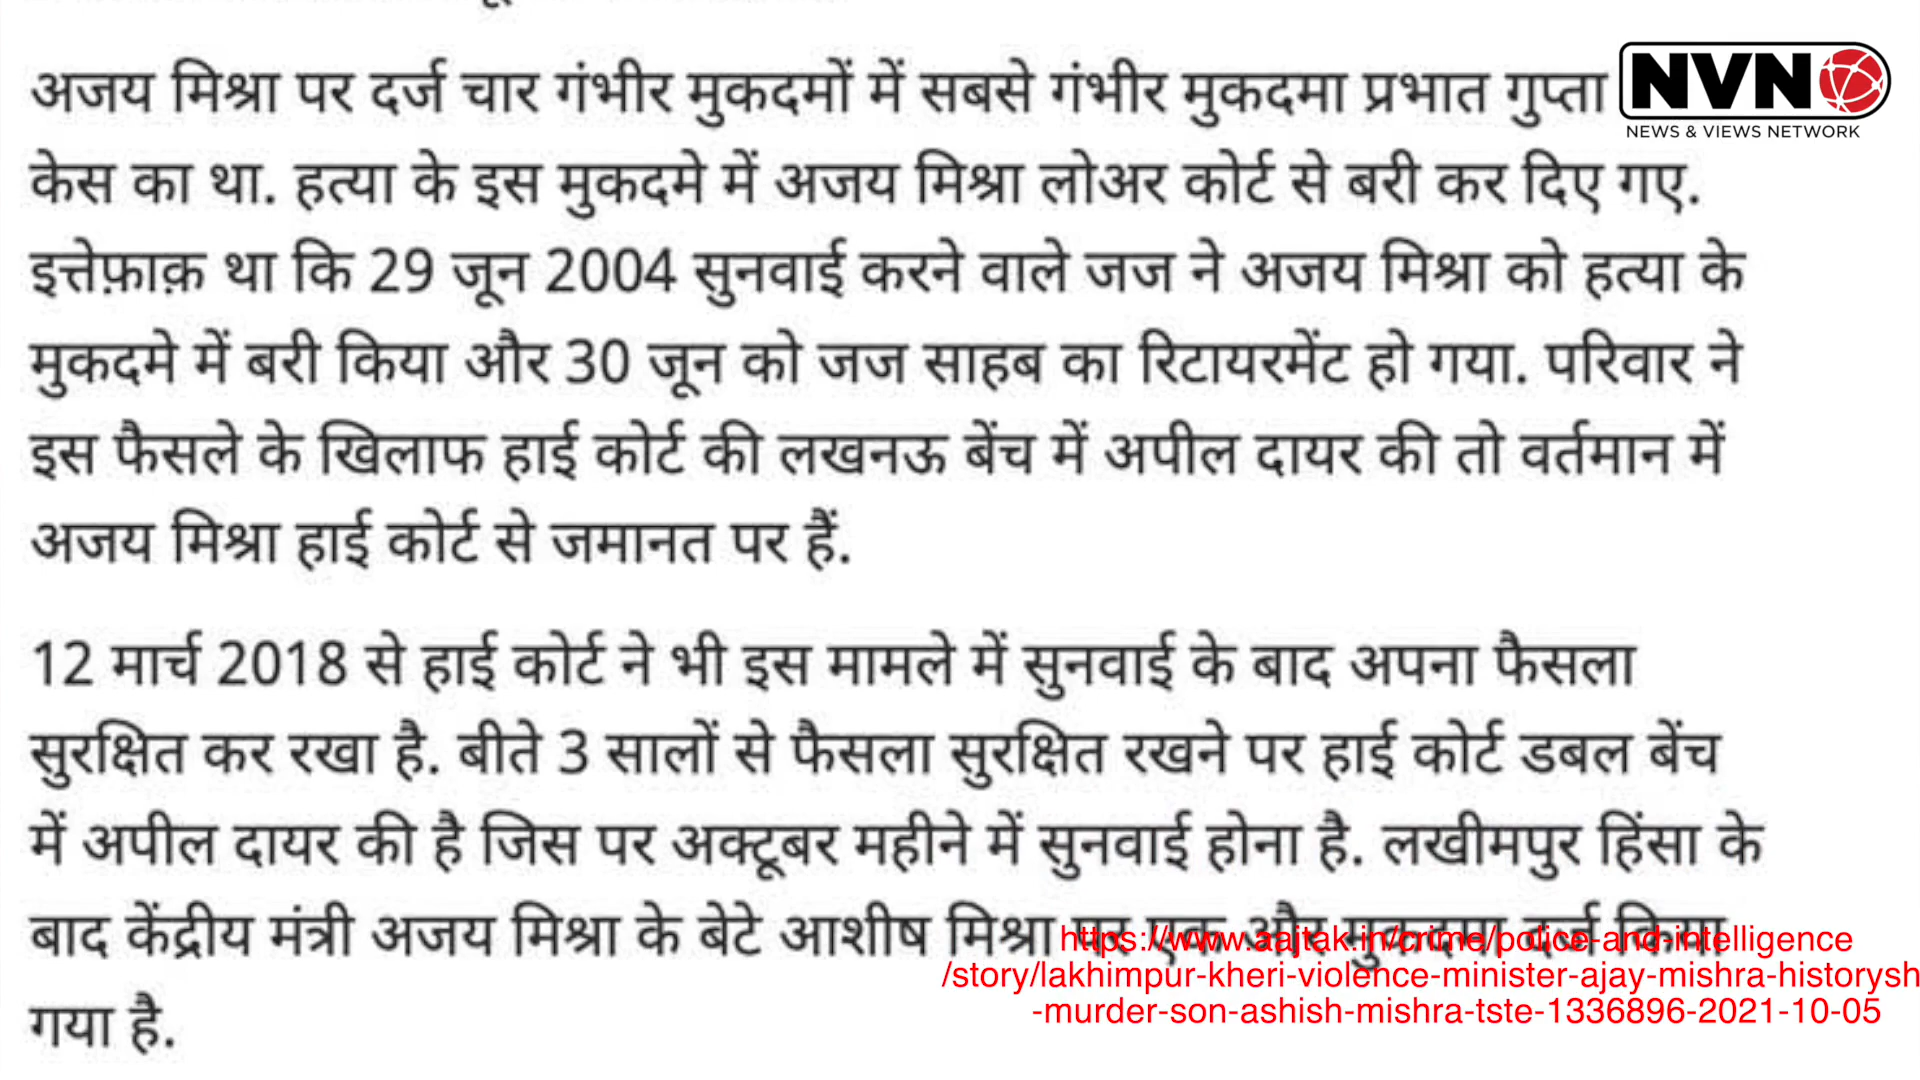 अजय मिश्रा पर दर्ज चार गंभीर मुकदमों में सबसे गंभीर मुकदमा प्रभात गुप्ता
NVN
NEWS & VIEWS NETWORK
केस का था. हत्या के इस मुकदमे में अजय मिश्रा लोअर कोर्ट से बरी कर दिए गए.
इत्तेफ़ाक़ था कि 29 जून 2004 सुनवाई करने वाले जज ने अजय मिश्रा को हत्या के
मुकदमे में बरी किया और 30 जून को जज साहब का रिटायरमेंट हो गया. परिवार ने
इस फैसले के खिलाफ हाई कोर्ट की लखनऊ बेंच में अपील दायर की तो वर्तमान में
अजय मिश्रा हाई कोर्ट से जमानत पर हैं.
12 मार्च 2018 से हाई कोर्ट ने भी इस मामले में सुनवाई के बाद अपना फैसला
सुरक्षित कर रखा है. बीते 3 सालों से फैसला सुरक्षित रखने पर हाई कोर्ट डबल बेंच
में अपील दायर की है जिस पर अक्टूबर महीने में सुनवाई होना है. लखीमपुर हिंसा के
बाद केंद्रीय मंत्री अजय मिश्रा के बेटे आशीष मिश्रा पर एक और मुकदमा दर्ज किया
गया है.
https://www.aajtak.in/crime/police-and-intelligence
/story/lakhimpur-kheri-violence-minister-ajay-mishra-historysh
-murder-son-ashish-mishra-tste-1336896-2021-10-05